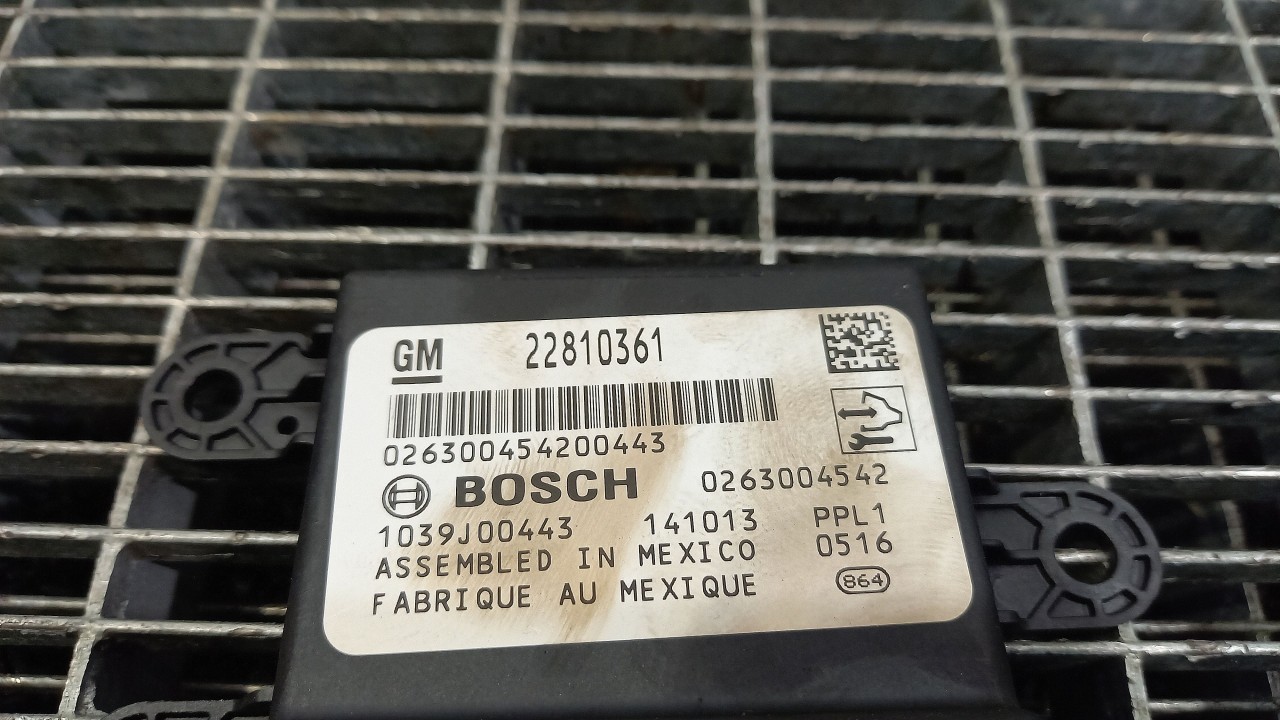 GM 22810361
026300454200443
BOSCH 0263004542
1039J00443 141013 PPL1
ASSEMBLED IN MEXICO 0516
FABRIQUE AU MEXIQUE 864